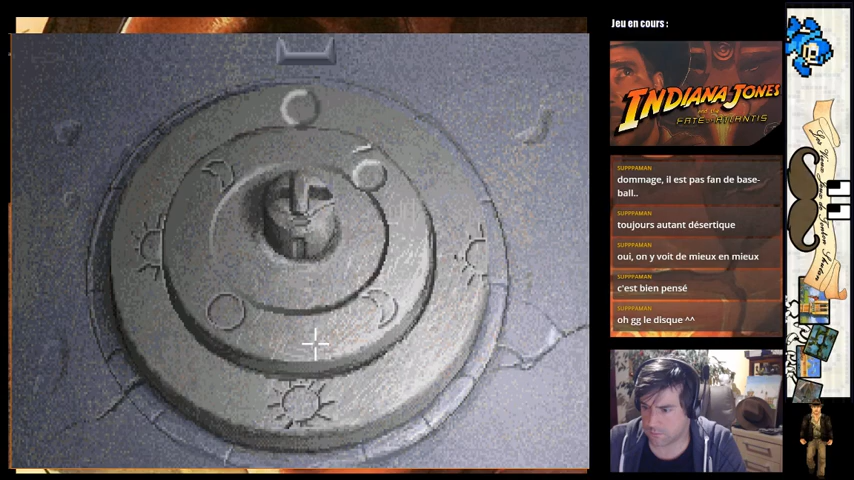 Jeu en cours :
INDIANA JONES
AND THE
FATE OF ATLANTIS
SUPPPAMAN
dommage, il est pas fan de base-
ball..
SUPPPAMAN
toujours autant désertique
SUPPPAMAN
oui, on y voit de mieux en mieux
SUPPPAMAN
c'est bien pensé
SUPPPAMAN
oh gg le disque ^^